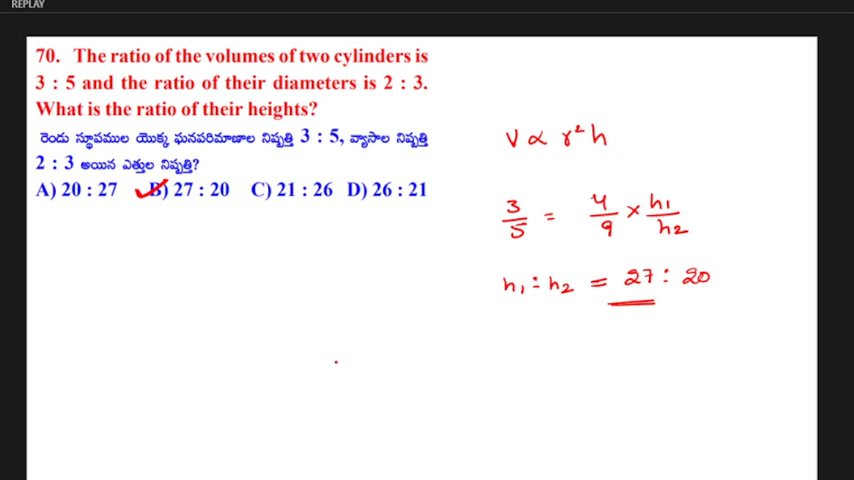 REPLAY
70. The ratio of the volumes of two cylinders is
3 : 5 and the ratio of their diameters is 2 : 3.
What is the ratio of their heights?
రెండు స్థూపముల యొక్క ఘనపరిమాణాల నిష్పత్తి 3 : 5, వ్యాసాల నిష్పత్తి
2 : 3 అయిన ఎత్తుల నిష్పత్తి?
A) 20 : 27 B) 27 : 20 C) 21 : 26 D) 26 : 21
V ∝ r²h
3/5 = 4/9 × h₁/h₂
h₁ : h₂ = 27 : 20